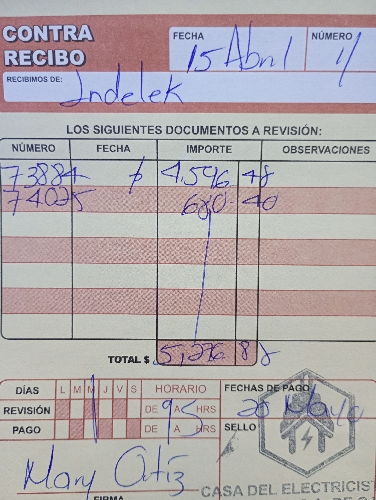 CONTRA RECIBO
FECHA 15 Abril
NÚMERO 11
RECIBIMOS DE: Indelek
LOS SIGUIENTES DOCUMENTOS A REVISIÓN:
NÚMERO FECHA IMPORTE OBSERVACIONES
73884 $ 4,596 48
74025 680 40
TOTAL $ 5,276 88
DÍAS L M M J V S HORARIO FECHAS DE PAGO
REVISIÓN DE 9 A 5 HRS 20 Mayo
PAGO DE A HRS SELLO
Mary Ortíz
FIRMA
CASA DEL ELECTRICIST